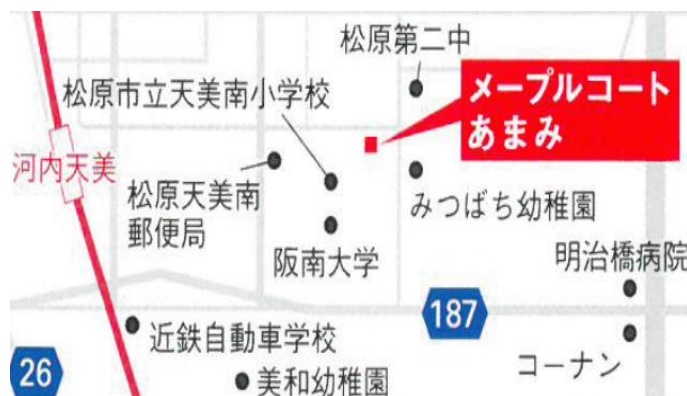 松原第二中
松原市立天美南小学校
メープルコート
あまみ
河内天美
松原天美南
郵便局
みつばち幼稚園
阪南大学
明治橋病院
187
近鉄自動車学校
コーナン
26
美和幼稚園